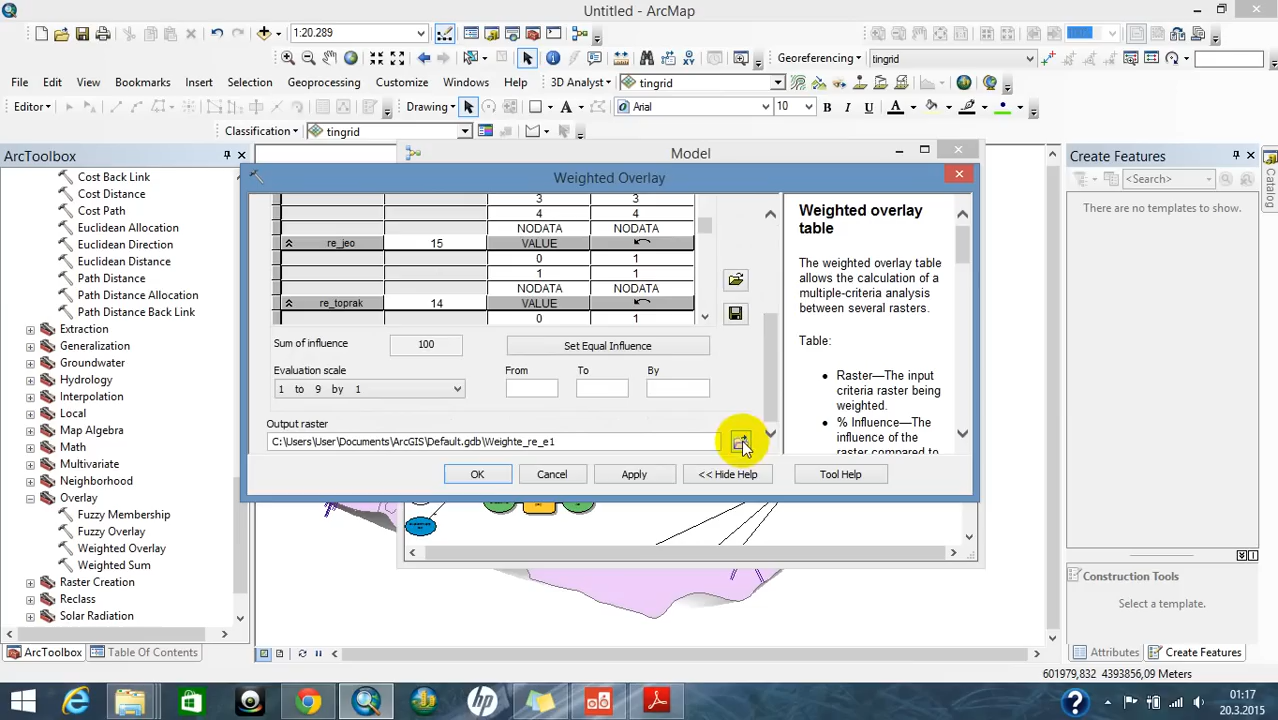 Untitled - ArcMap
1:20.289
Georeferencing
tingrid
File Edit View Bookmarks Insert Selection Geoprocessing Customize Windows Help
3D Analyst
tingrid
Editor
Drawing
A
Arial
10
B I U A
Classification
tingrid
ArcToolbox
Cost Back Link
Cost Distance
Cost Path
Euclidean Allocation
Euclidean Direction
Euclidean Distance
Path Distance
Path Distance Allocation
Path Distance Back Link
Extraction
Generalization
Groundwater
Hydrology
Interpolation
Local
Map Algebra
Math
Multivariate
Neighborhood
Overlay
Fuzzy Membership
Fuzzy Overlay
Weighted Overlay
Weighted Sum
Raster Creation
Reclass
Solar Radiation
ArcToolbox
Table Of Contents
Model
Weighted Overlay
3 3
4 4
NODATA NODATA
re_jeo 15 VALUE
0 1
1 1
NODATA NODATA
re_toprak 14 VALUE
0 1
Sum of influence
100
Set Equal Influence
Evaluation scale
From To By
1 to 9 by 1
Output raster
C:\Users\User\Documents\ArcGIS\Default.gdb\Weighte_re_e1
OK
Cancel
Apply
<< Hide Help
Tool Help
Weighted overlay
table
The weighted overlay table
allows the calculation of a
multiple-criteria analysis
between several rasters.
Table:
• Raster—The input
criteria raster being
weighted.
• % Influence—The
influence of the
raster compared to
Create Features
<Search>
There are no templates to show.
Construction Tools
Select a template.
Attributes
Create Features
Catalog
601979,832 4393856,09 Meters
hp
01:17
20.3.2015